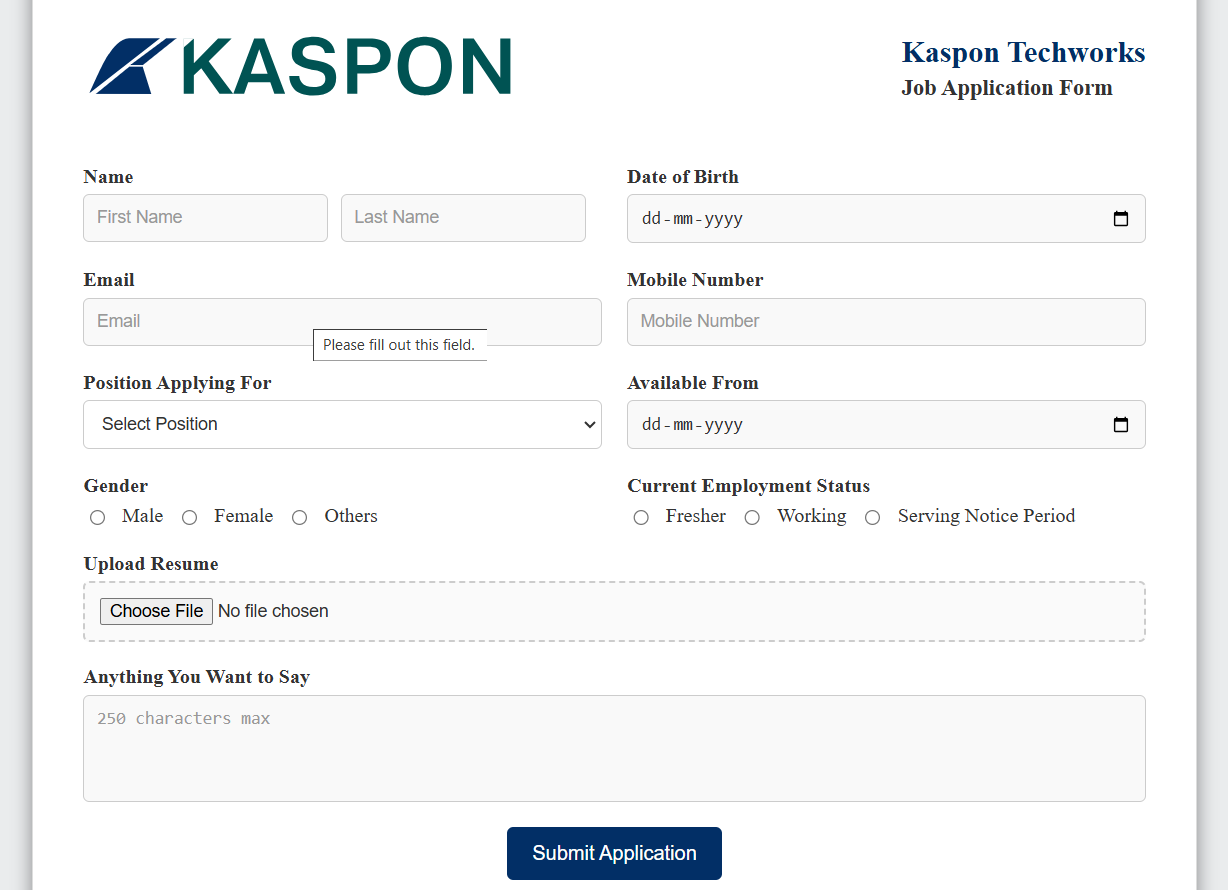 KASPON
Kaspon Techworks
Job Application Form
Name
Date of Birth
First Name
Last Name
dd-mm-yyyy
Email
Mobile Number
Email
Mobile Number
Please fill out this field.
Position Applying For
Available From
Select Position
dd-mm-yyyy
Gender
Current Employment Status
Male Female Others
Fresher Working Serving Notice Period
Upload Resume
Choose File No file chosen
Anything You Want to Say
250 characters max
Submit Application